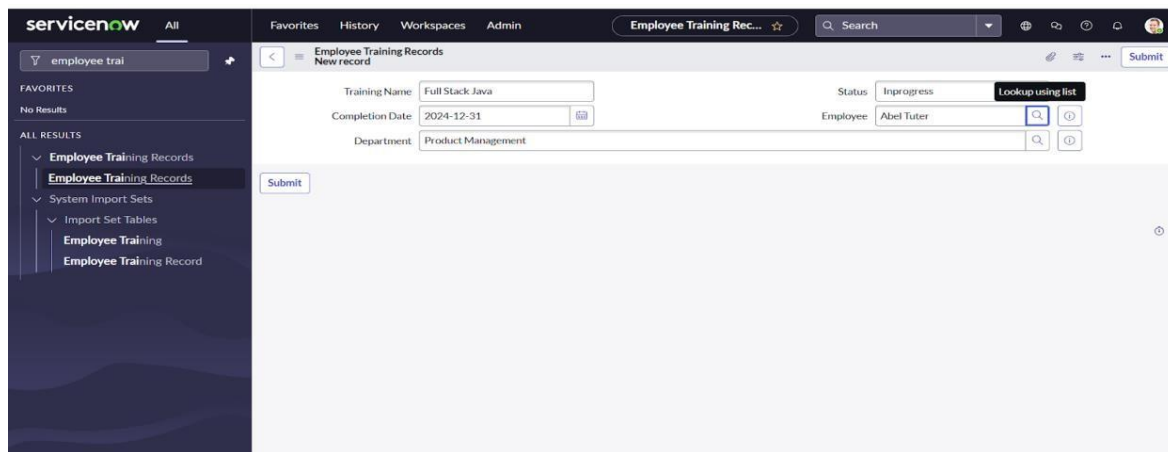 servicenow All Favorites History Workspaces Admin Employee Training Rec... Search
employee trai
Employee Training Records
New record
Submit
FAVORITES
No Results
ALL RESULTS
Employee Training Records
Employee Training Records
System Import Sets
Import Set Tables
Employee Training
Employee Training Record
Training Name Full Stack Java Status Inprogress Lookup using list
Completion Date 2024-12-31 Employee Abel Tuter
Department Product Management
Submit